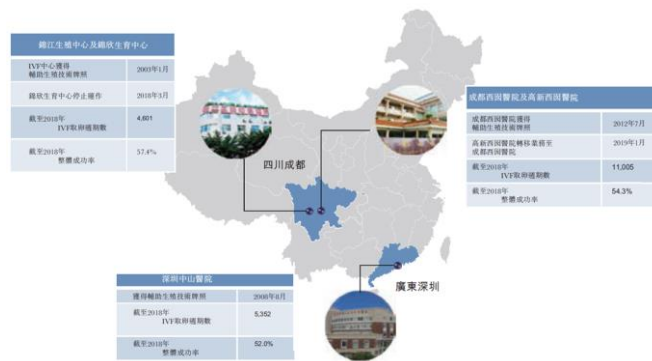 錦江生殖中心及錦欣生育中心
IVF中心獲得
輔助生殖技術牌照
2003年1月
錦欣生育中心停止運作
2018年3月
截至2018年
IVF取卵週期數
4,601
截至2018年
整體成功率
57.4%
四川成都
成都西囡醫院及高新西囡醫院
成都西囡醫院獲得
輔助生殖技術牌照
2012年7月
高新西囡醫院轉移業務至
成都西囡醫院
2019年1月
截至2018年
IVF取卵週期數
11,005
截至2018年
整體成功率
54.3%
深圳中山醫院
獲得輔助生殖技術牌照
2008年8月
截至2018年
IVF取卵週期數
5,352
截至2018年
整體成功率
52.0%
廣東深圳